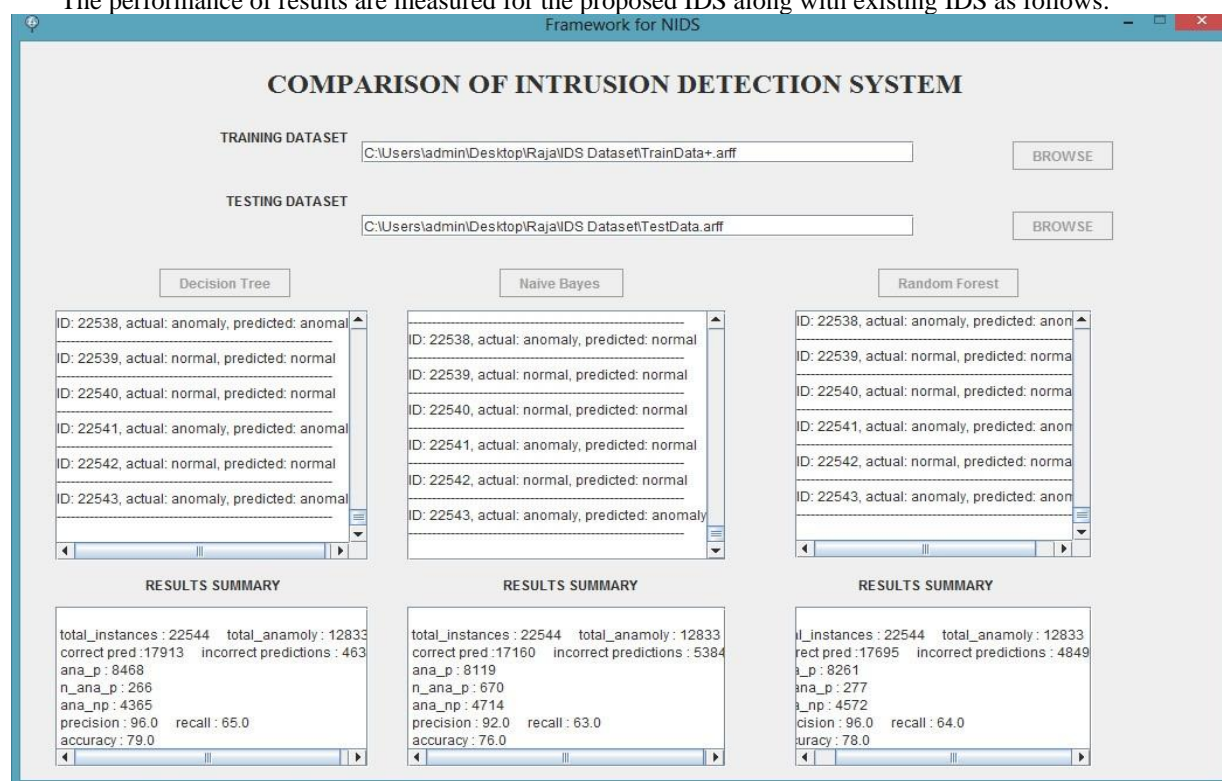 The performance of results are measured for the proposed IDS along with existing IDS as follows.
Framework for NIDS
COMPARISON OF INTRUSION DETECTION SYSTEM
TRAINING DATASET
C:\Users\admin\Desktop\Raja\IDS Dataset\TrainData+.arff
BROWSE
TESTING DATASET
C:\Users\admin\Desktop\Raja\IDS Dataset\TestData.arff
BROWSE
Decision Tree
ID: 22538, actual: anomaly, predicted: anomal
ID: 22539, actual: normal, predicted: normal
ID: 22540, actual: normal, predicted: normal
ID: 22541, actual: anomaly, predicted: anomal
ID: 22542, actual: normal, predicted: normal
ID: 22543, actual: anomaly, predicted: anomal
RESULTS SUMMARY
total_instances : 22544 total_anamoly : 12833
correct pred :17913 incorrect predictions : 463
ana_p : 8468
n_ana_p : 266
ana_np : 4365
precision : 96.0 recall : 65.0
accuracy : 79.0
Naive Bayes
ID: 22538, actual: anomaly, predicted: normal
ID: 22539, actual: normal, predicted: normal
ID: 22540, actual: normal, predicted: normal
ID: 22541, actual: anomaly, predicted: normal
ID: 22542, actual: normal, predicted: normal
ID: 22543, actual: anomaly, predicted: anomaly
RESULTS SUMMARY
total_instances : 22544 total_anamoly : 12833
correct pred :17160 incorrect predictions : 5384
ana_p : 8119
n_ana_p : 670
ana_np : 4714
precision : 92.0 recall : 63.0
accuracy : 76.0
Random Forest
ID: 22538, actual: anomaly, predicted: anom
ID: 22539, actual: normal, predicted: norma
ID: 22540, actual: normal, predicted: norma
ID: 22541, actual: anomaly, predicted: anom
ID: 22542, actual: normal, predicted: norma
ID: 22543, actual: anomaly, predicted: anom
RESULTS SUMMARY
l_instances : 22544 total_anamoly : 12833
rect pred :17695 incorrect predictions : 4849
_p : 8261
ana_p : 277
_np : 4572
cision : 96.0 recall : 64.0
uracy : 78.0